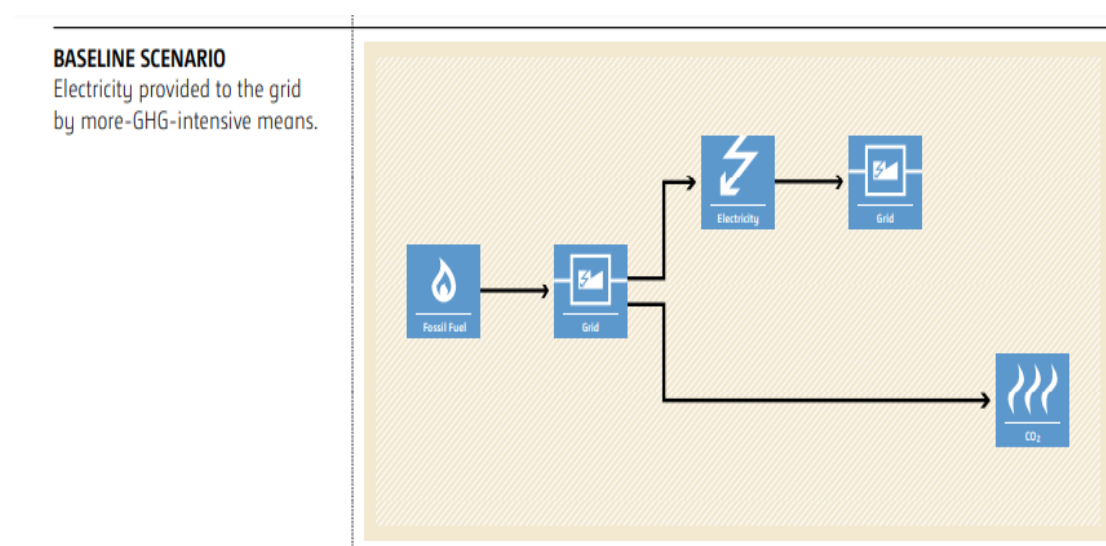 BASELINE SCENARIO
Electricity provided to the grid
by more-GHG-intensive means.
Electricity
Grid
Fossil Fuel
Grid
CO₂